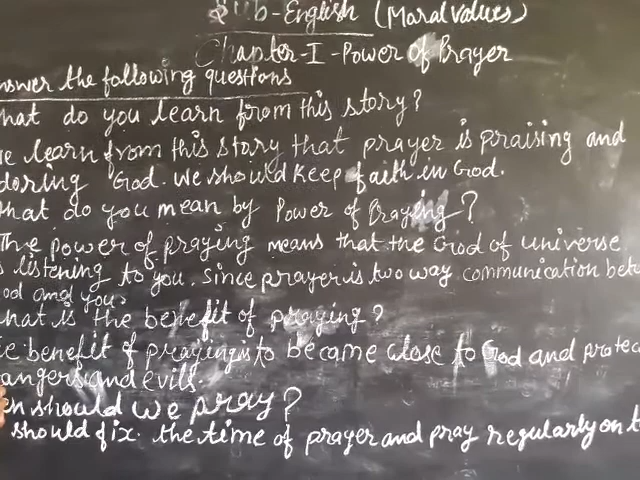 Sub-English (Maral values)
Chapter-I-Power of Prayer
nswer the following questions
hat do you learn from this story?
e learn from this story that prayer is praising and
doring God. We should keep faith in God.
hat do you mean by Power of Praying?
The power of praying means that the God of universe
s listening to you. Since prayer is two way communication betw
od and you.
hat is the benefit of praying?
e benefit of praying is to became close to God and protec
angers and evils.
en should we pray?
should fix the time of prayer and pray regularly on t